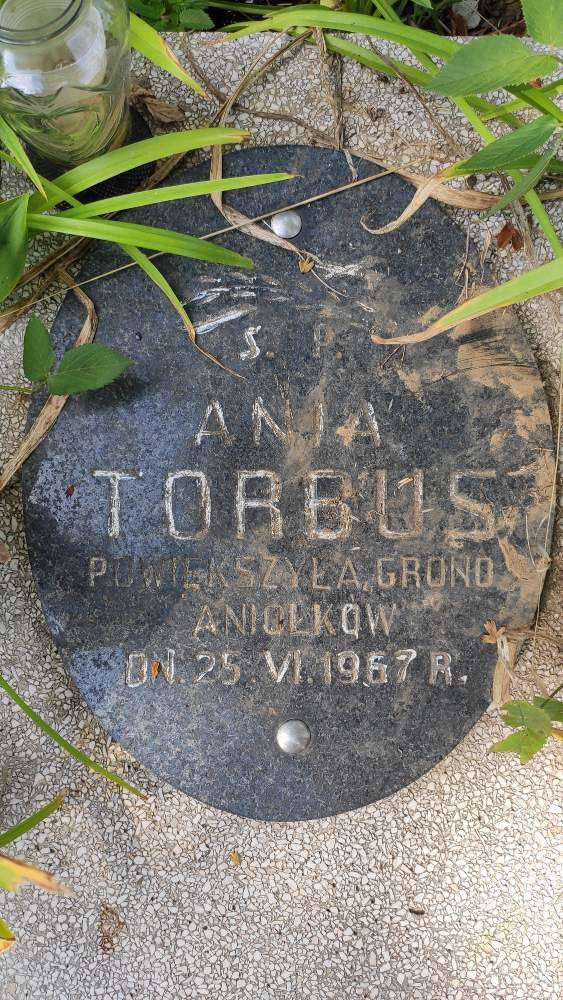 Ś. P.
ANIA
TORBUS
POWIĘKSZYŁA GRONO
ANIOŁKÓW
DN. 25. VI. 1967 R.